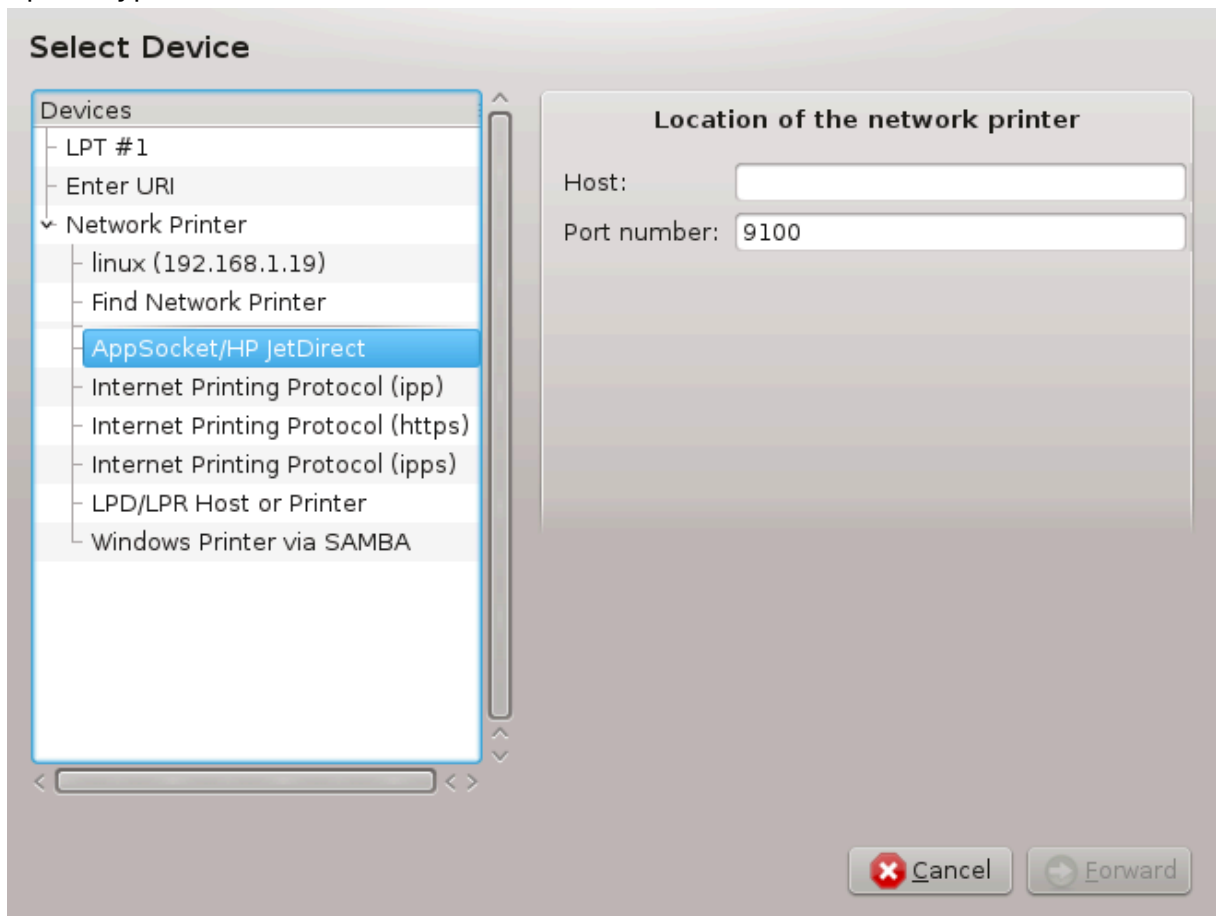 Select Device
Devices
LPT #1
Enter URI
Network Printer
linux (192.168.1.19)
Find Network Printer
AppSocket/HP JetDirect
Internet Printing Protocol (ipp)
Internet Printing Protocol (https)
Internet Printing Protocol (ipps)
LPD/LPR Host or Printer
Windows Printer via SAMBA
Location of the network printer
Host:
Port number: 9100
Cancel
Forward